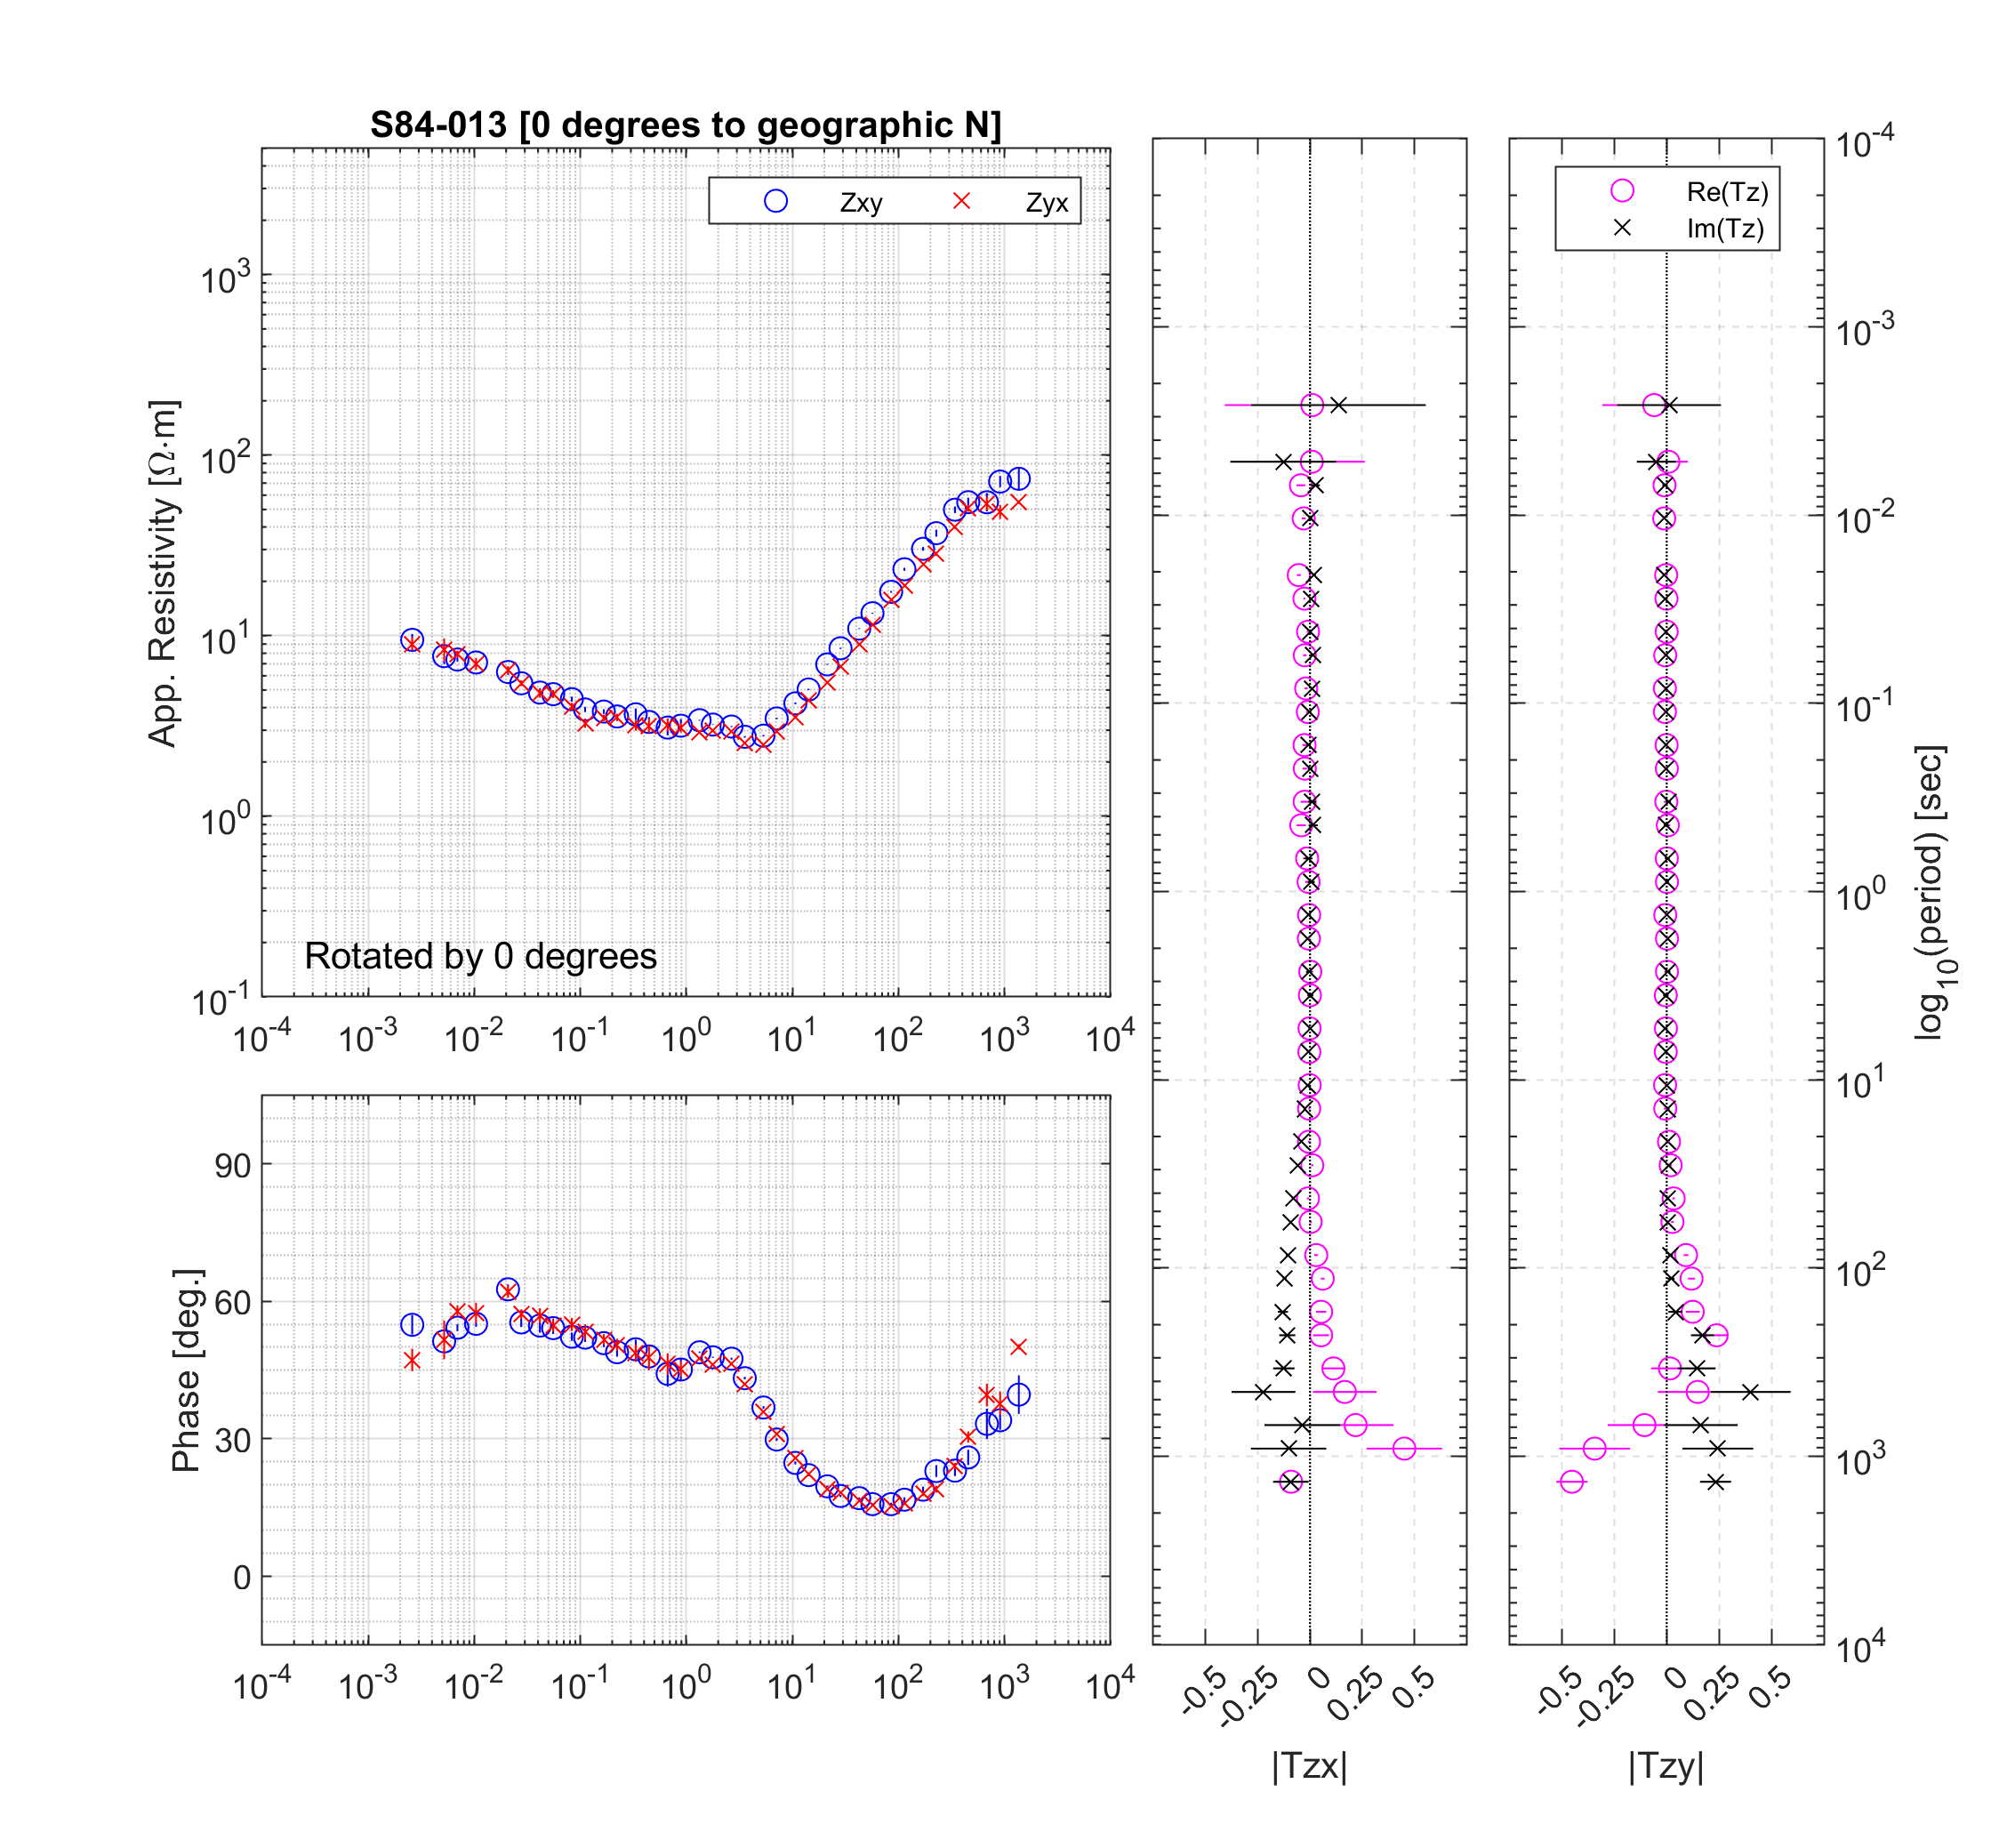 S84-013 [0 degrees to geographic N]
Zxy Zyx
App. Resistivity [Ω·m]
10^3
10^2
10^1
10^0
10^-1
Rotated by 0 degrees
10^-4 10^-3 10^-2 10^-1 10^0 10^1 10^2 10^3 10^4
Phase [deg.]
90
60
30
0
10^-4 10^-3 10^-2 10^-1 10^0 10^1 10^2 10^3 10^4
-0.5 -0.25 0 0.25 0.5
|Tzx|
Re(Tz)
Im(Tz)
-0.5 -0.25 0 0.25 0.5
|Tzy|
10^-4
10^-3
10^-2
10^-1
10^0
10^1
10^2
10^3
10^4
log10(period) [sec]